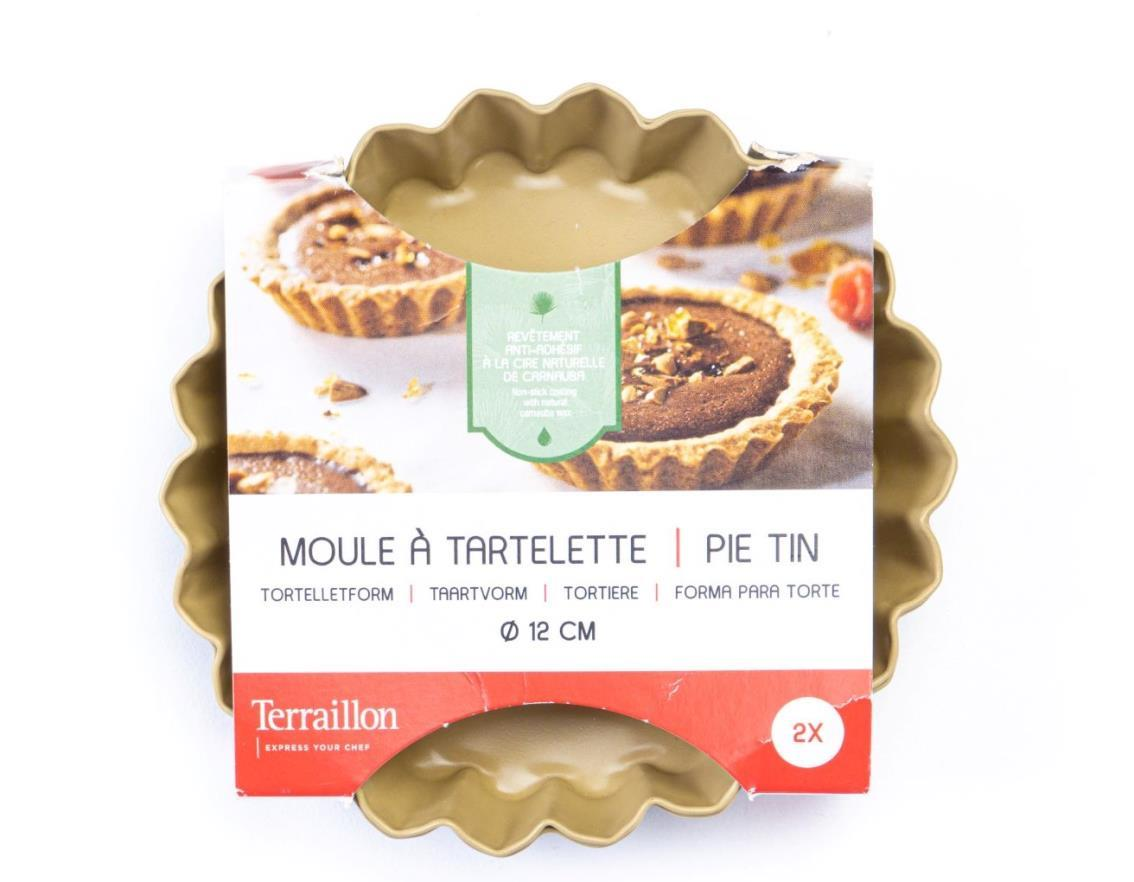 REVÊTEMENT
ANTI-ADHÉSIF
À LA CIRE NATURELLE
DE CARNAUBA
Non-stick coating
with natural
carnauba wax
MOULE À TARTELETTE | PIE TIN
TORTELLETFORM | TAARTVORM | TORTIERE | FORMA PARA TORTE
Ø 12 CM
Terraillon
EXPRESS YOUR CHEF
2X